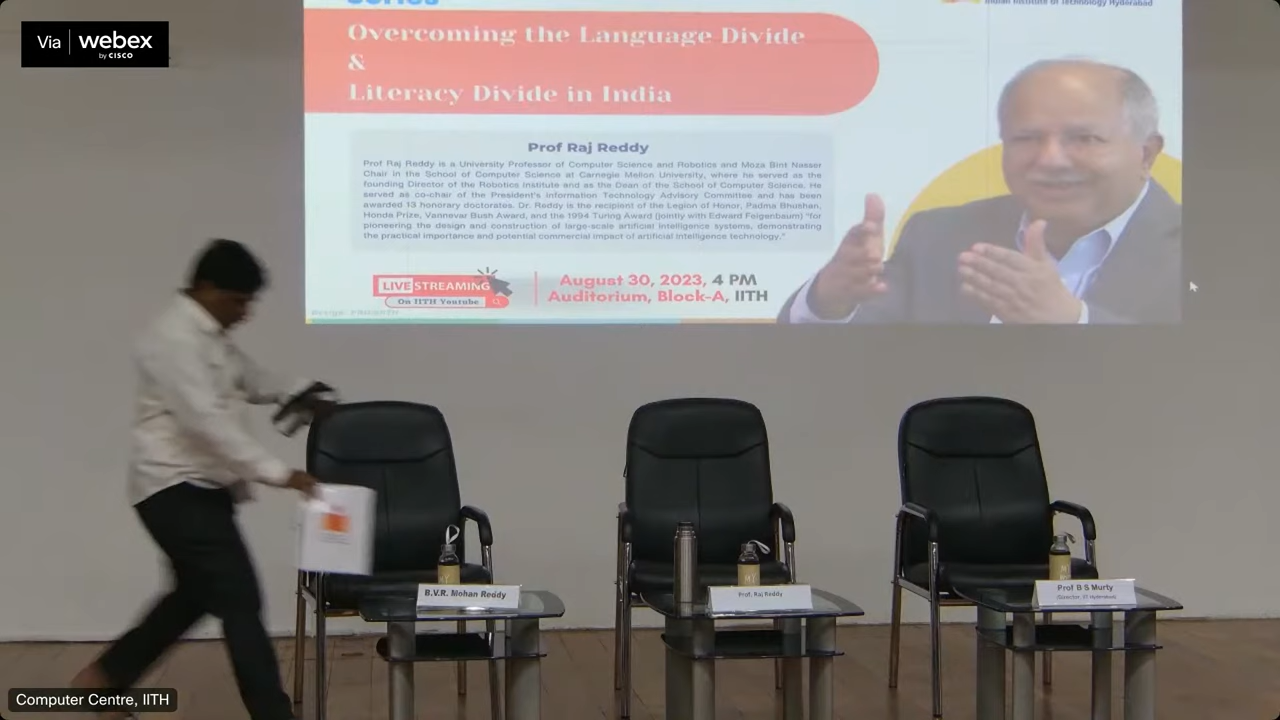 Via webex
by CISCO
Series
Indian Institute of Technology Hyderabad
Overcoming the Language Divide
&
Literacy Divide in India
Prof Raj Reddy
Prof Raj Reddy is a University Professor of Computer Science and Robotics and Moza Bint Nasser
Chair in the School of Computer Science at Carnegie Mellon University, where he served as the
founding Director of the Robotics Institute and as the Dean of the School of Computer Science. He
served as co-chair of the President's Information Technology Advisory Committee and has been
awarded 13 honorary doctorates. Dr. Reddy is the recipient of the Legion of Honor, Padma Bhushan,
Honda Prize, Vannevar Bush Award, and the 1994 Turing Award (jointly with Edward Feigenbaum) "for
pioneering the design and construction of large-scale artificial intelligence systems, demonstrating
the practical importance and potential commercial impact of artificial intelligence technology."
LIVE STREAMING
On IITH Youtube
August 30, 2023, 4 PM
Auditorium, Block-A, IITH
B.V.R. Mohan Reddy
Prof. Raj Reddy
Prof B S Murty
(Director, IIT Hyderabad)
Computer Centre, IITH